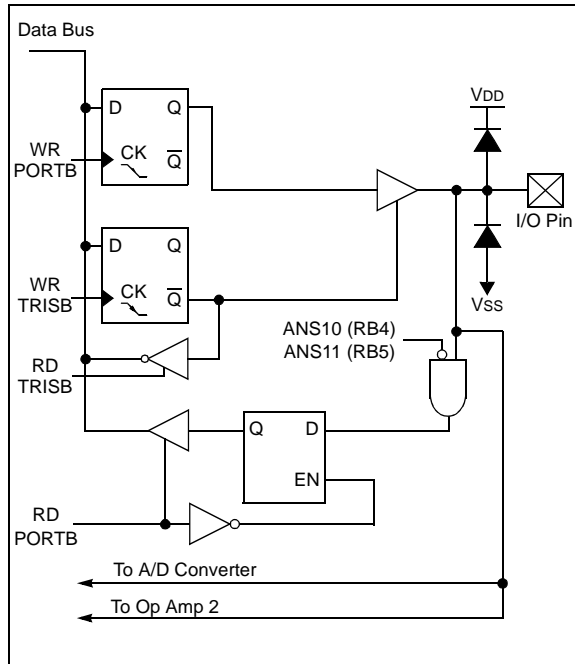 Data Bus
D Q
WR
PORTB
CK Q̅
VDD
I/O Pin
D Q
WR
TRISB
CK Q̅
VSS
ANS10 (RB4)
ANS11 (RB5)
RD
TRISB
Q D
EN
RD
PORTB
To A/D Converter
To Op Amp 2